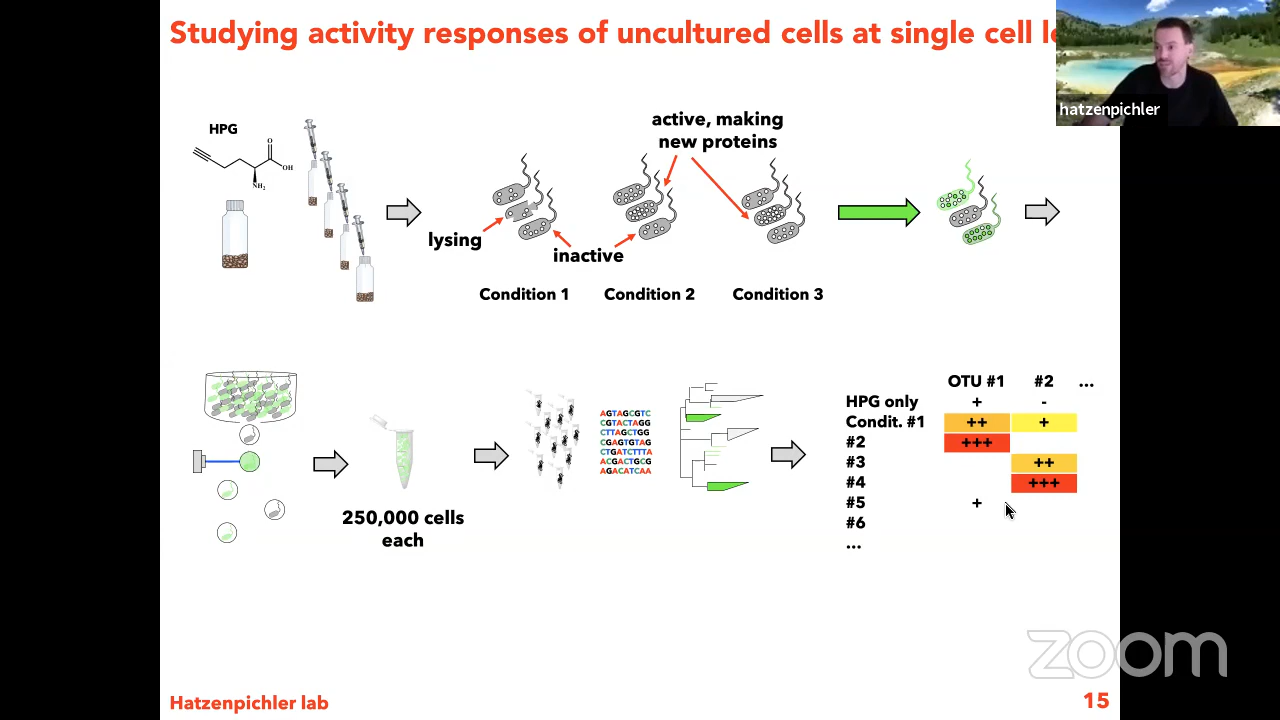 Studying activity responses of uncultured cells at single cell le
hatzenpichler
HPG
O
OH
NH2
active, making
new proteins
lysing
inactive
Condition 1
Condition 2
Condition 3
250,000 cells
each
AGTAGCGTC
CGTACTAGG
CTTAGCTGG
CGAGTGTAG
CTGATCTTTA
ACGACTGCG
AGACATCAA
OTU #1 #2 ...
HPG only + -
Condit. #1 ++ +
#2 +++
#3 ++
#4 +++
#5 +
#6
...
zoom
Hatzenpichler lab
15